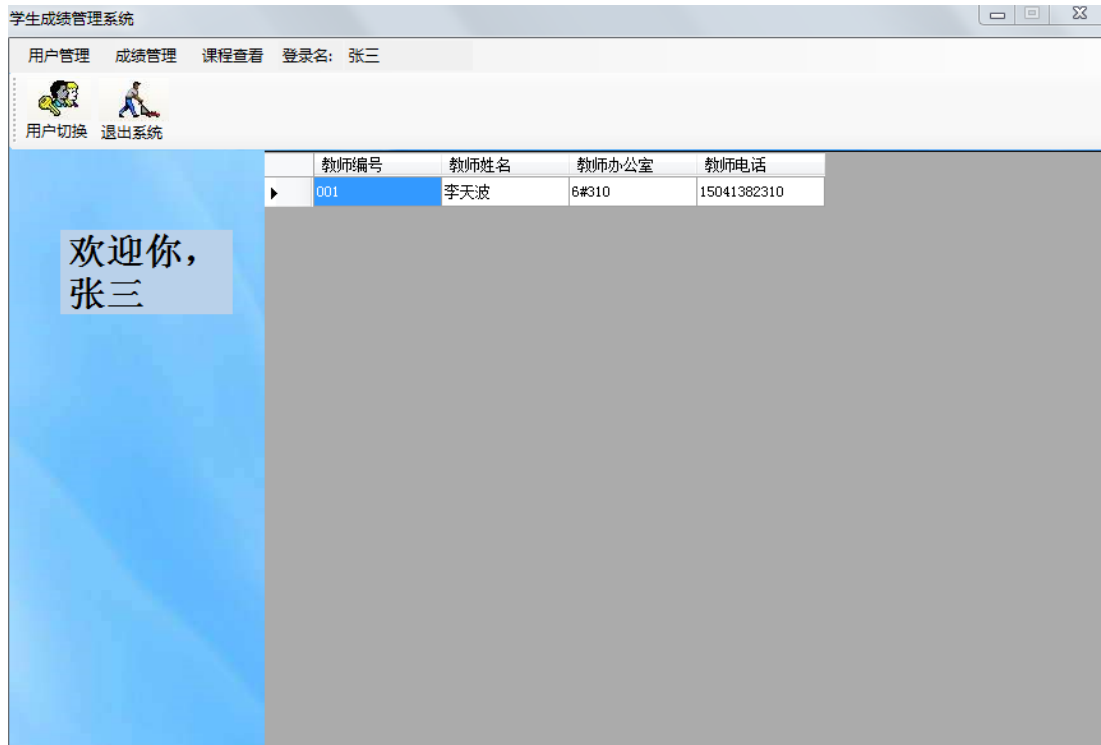 学生成绩管理系统
用户管理 成绩管理 课程查看 登录名: 张三
用户切换 退出系统
教师编号 教师姓名 教师办公室 教师电话
001 李天波 6#310 15041382310
欢迎你，
张三